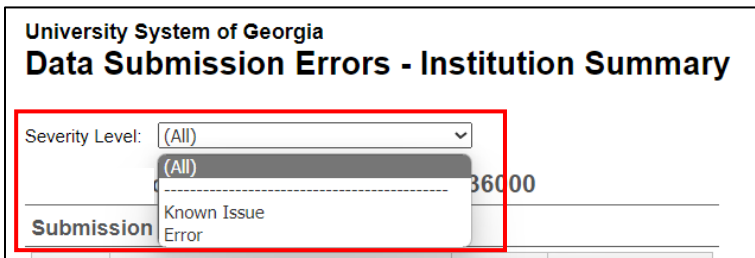 University System of Georgia
Data Submission Errors - Institution Summary
Severity Level: (All)
(All)
--------------------------------------------
36000
Known Issue
Submission
Error